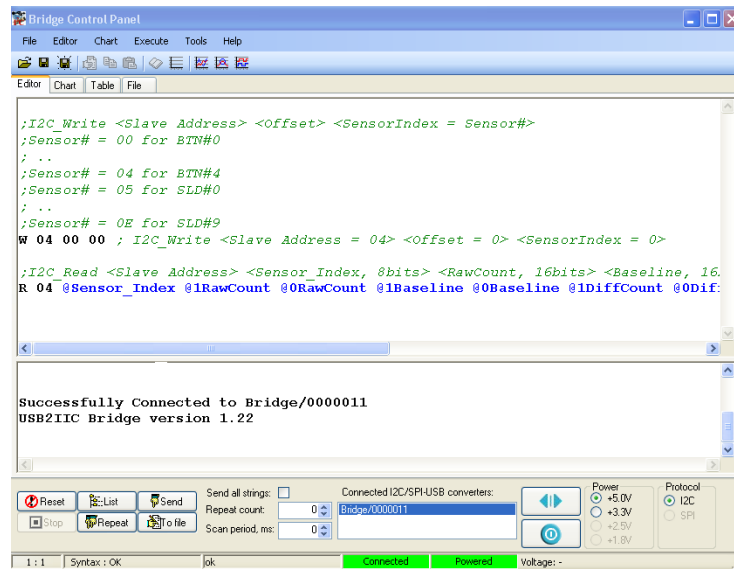 Bridge Control Panel
File Editor Chart Execute Tools Help
Editor Chart Table File
;I2C_Write <Slave Address> <Offset> <SensorIndex = Sensor#>
;Sensor# = 00 for BTN#0
; ..
;Sensor# = 04 for BTN#4
;Sensor# = 05 for SLD#0
; ..
;Sensor# = 0E for SLD#9
W 04 00 00 ; I2C_Write <Slave Address = 04> <Offset = 0> <SensorIndex = 0>
;I2C_Read <Slave Address> <Sensor_Index, 8bits> <RawCount, 16bits> <Baseline, 16
R 04 @Sensor_Index @1RawCount @0RawCount @1Baseline @0Baseline @1DiffCount @0Dif
Successfully Connected to Bridge/0000011
USB2IIC Bridge version 1.22
Reset List Send Send all strings: Connected I2C/SPI-USB converters: Power Protocol
Stop Repeat To file Repeat count: 0 Bridge/0000011 +5.0V I2C
Scan period, ms: 0 +3.3V SPI
+2.5V
+1.8V
1 : 1 Syntax : OK ok Connected Powered Voltage: -